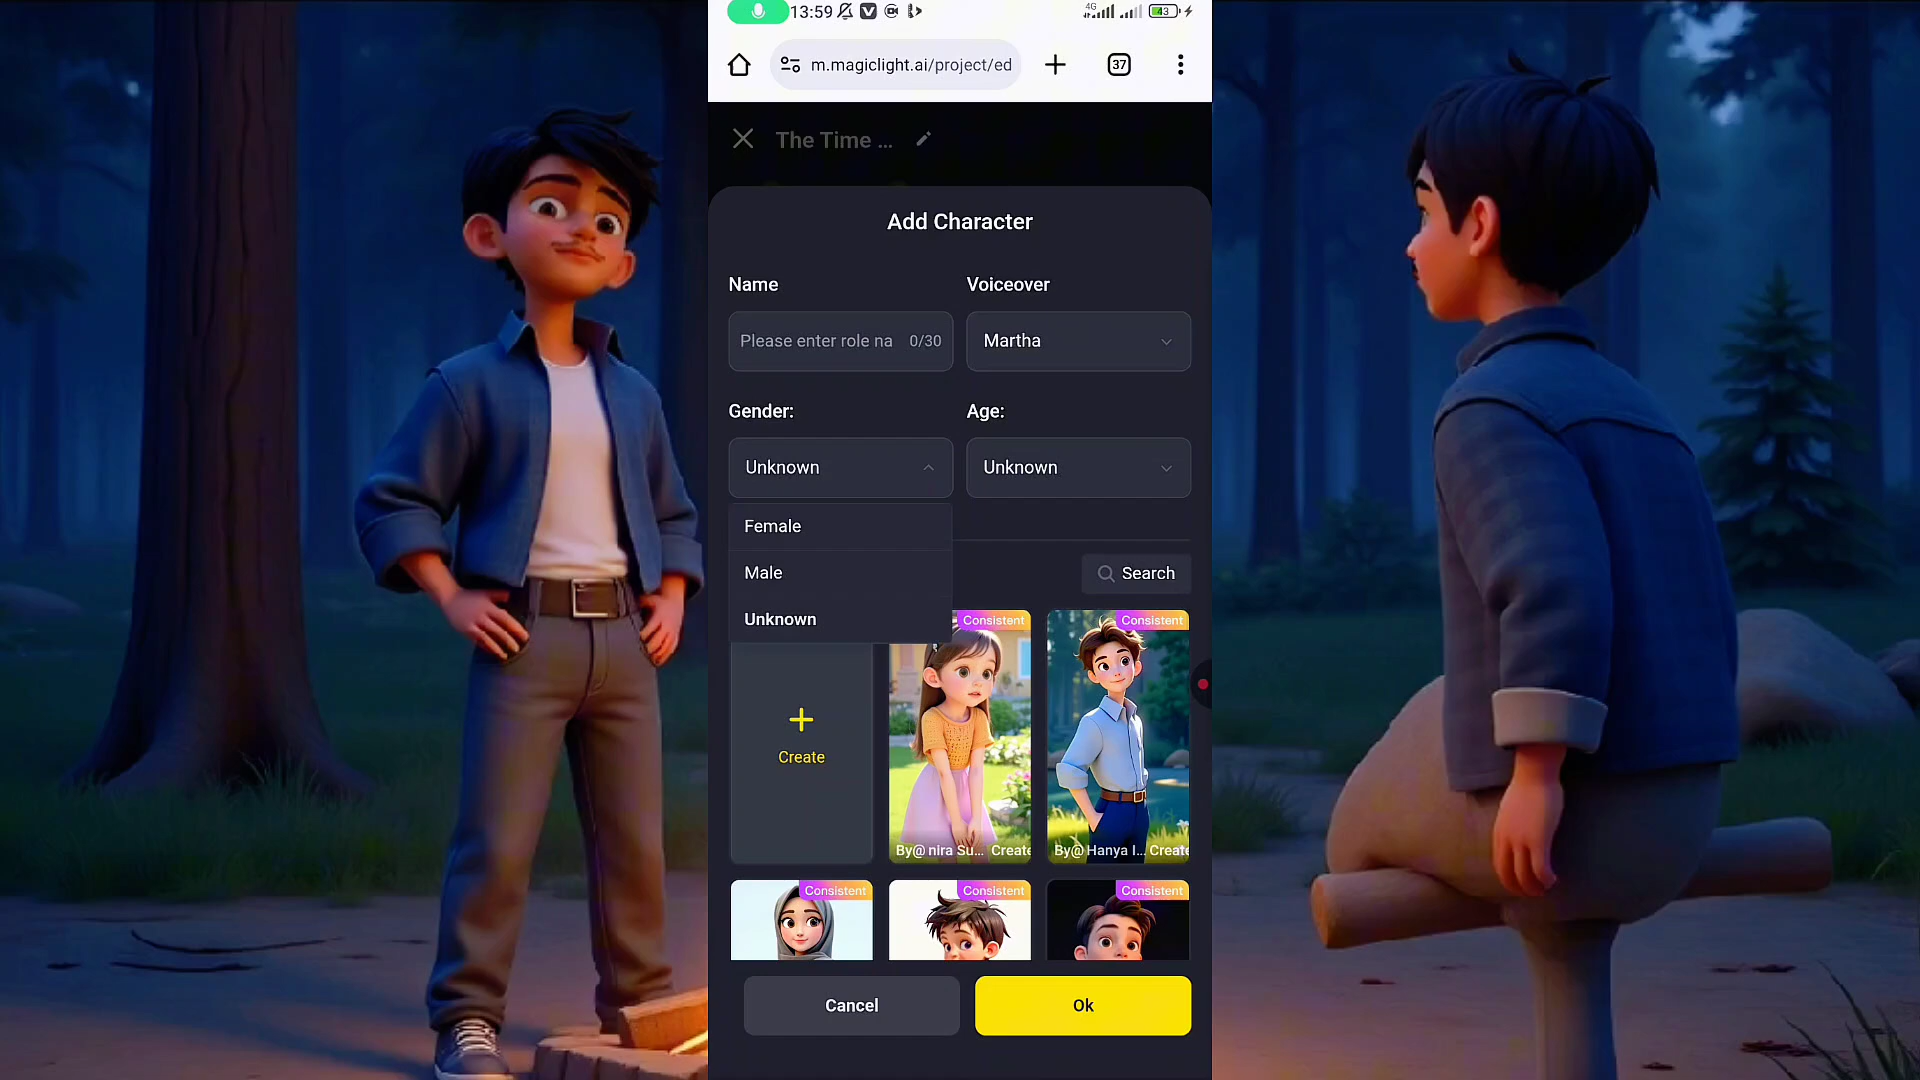 13:59 4G 43
m.magiclight.ai/project/ed 37
The Time ...
Add Character
Name Voiceover
Please enter role na 0/30 Martha
Gender: Age:
Unknown Unknown
Female
Male
Search
Unknown
Consistent Consistent
Create
By@ nira Su... Create By@ Hanya I... Create
Consistent Consistent Consistent
Cancel Ok